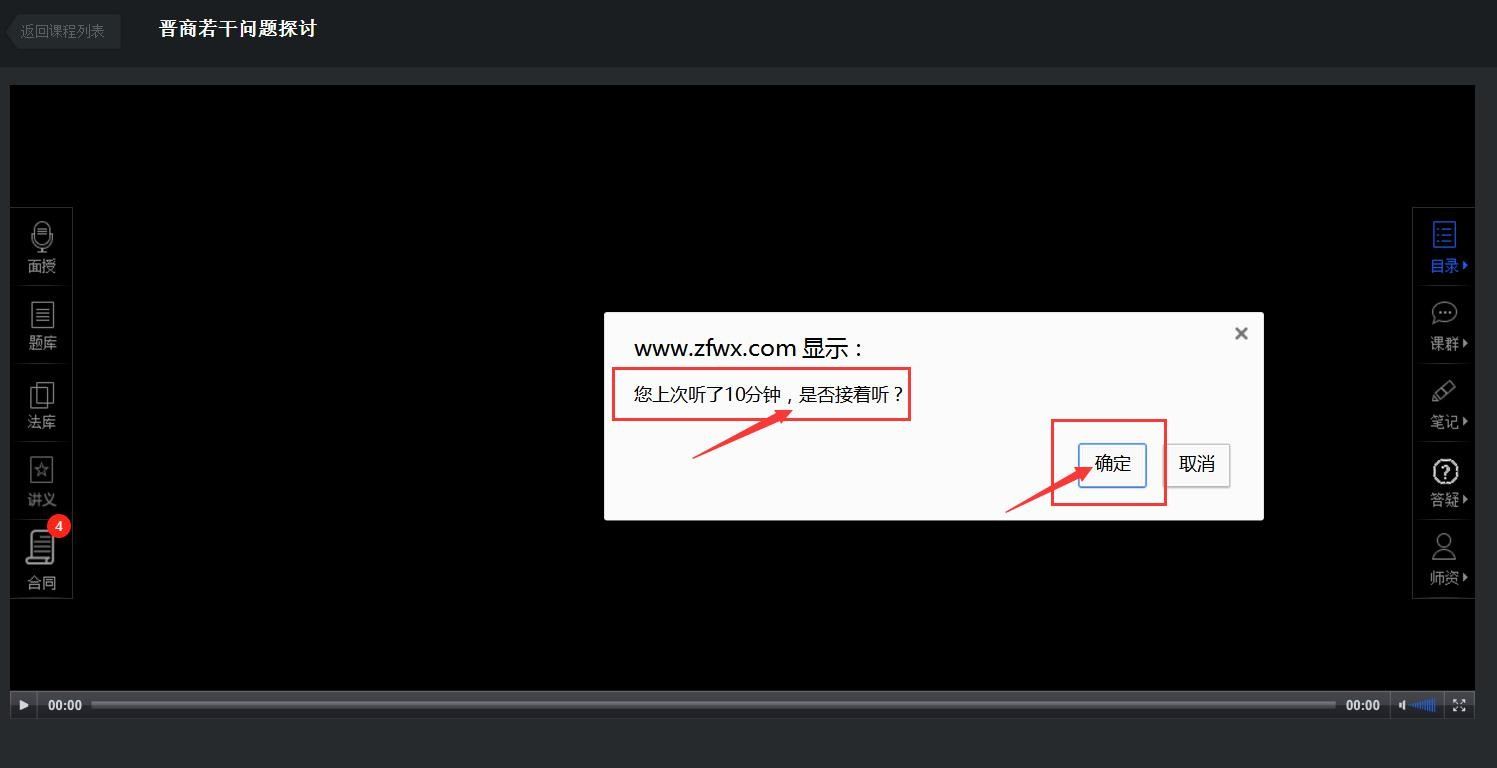 返回课程列表
晋商若干问题探讨
面授
题库
法库
讲义
4
合同
www.zfwx.com 显示：
您上次听了10分钟，是否接着听？
确定
取消
目录
课群
笔记
答疑
师资
00:00
00:00